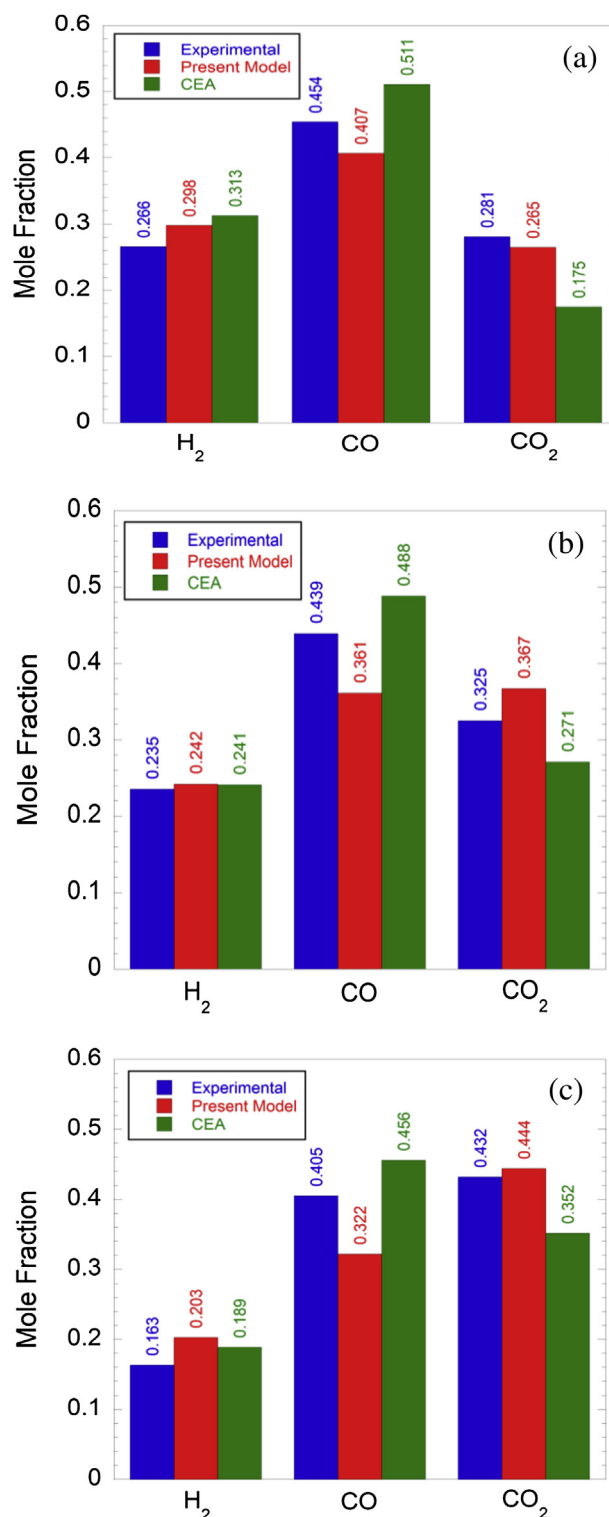 (a)
Experimental
Present Model
CEA
Mole Fraction
0.6
0.5
0.4
0.3
0.2
0.1
0
0.266
0.298
0.313
0.454
0.407
0.511
0.281
0.265
0.175
H₂ CO CO₂
(b)
Experimental
Present Model
CEA
Mole Fraction
0.6
0.5
0.4
0.3
0.2
0.1
0
0.235
0.242
0.241
0.439
0.361
0.488
0.325
0.367
0.271
H₂ CO CO₂
(c)
Experimental
Present Model
CEA
Mole Fraction
0.6
0.5
0.4
0.3
0.2
0.1
0
0.163
0.203
0.189
0.405
0.322
0.456
0.432
0.444
0.352
H₂ CO CO₂